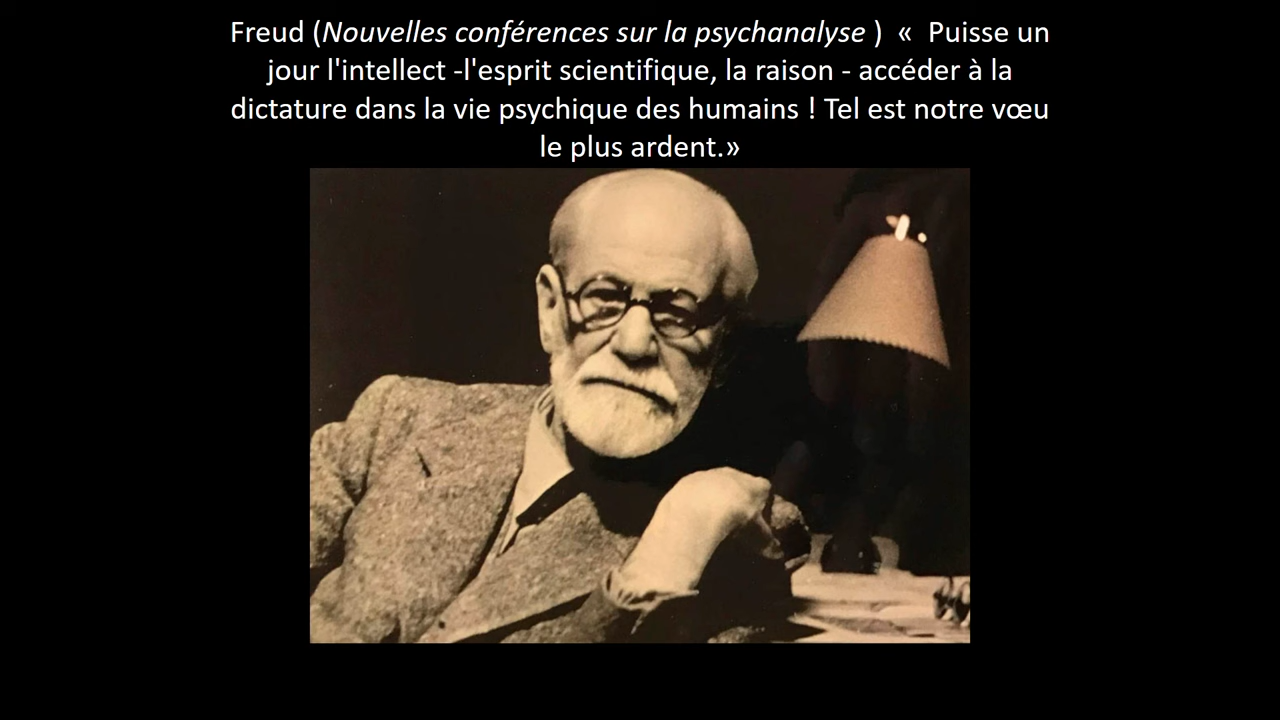 Freud (Nouvelles conférences sur la psychanalyse ) «  Puisse un
jour l'intellect -l'esprit scientifique, la raison - accéder à la
dictature dans la vie psychique des humains ! Tel est notre vœu
le plus ardent.»